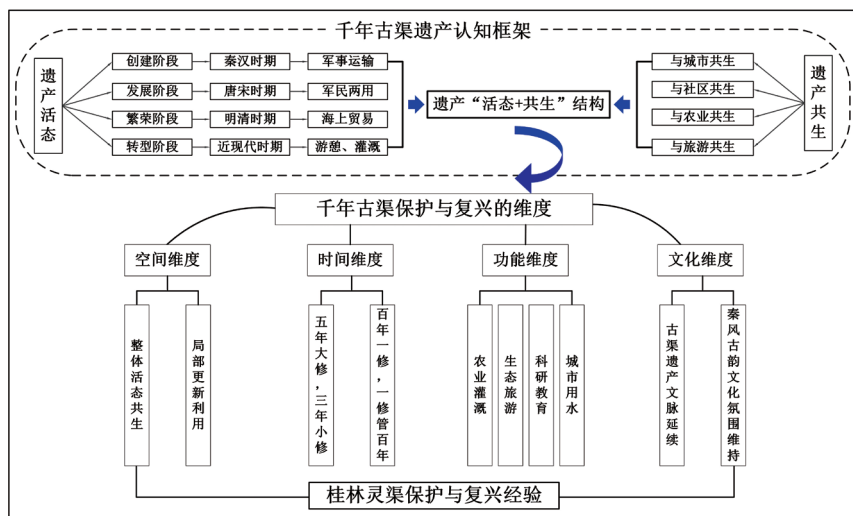 千年古渠遗产认知框架
遗产活态
创建阶段 秦汉时期 军事运输
发展阶段 唐宋时期 军民两用
繁荣阶段 明清时期 海上贸易
转型阶段 近现代时期 游憩、灌溉
遗产“活态+共生”结构
与城市共生
与社区共生
与农业共生
与旅游共生
遗产共生
千年古渠保护与复兴的维度
空间维度 时间维度 功能维度 文化维度
整体活态共生
局部更新利用
五年大修，三年小修
百年一修，一修管百年
农业灌溉
生态旅游
科研教育
城市用水
古渠遗产文脉延续
秦风古韵文化氛围维持
桂林灵渠保护与复兴经验